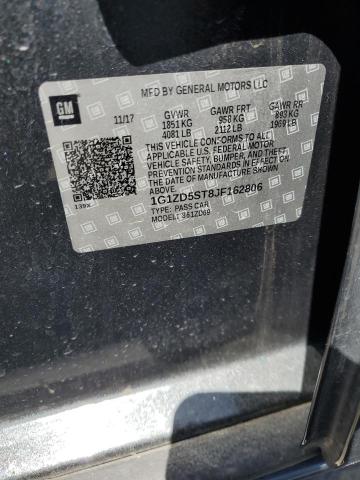 MFD BY GENERAL MOTORS LLC
GM
11/17 GVWR GAWR FRT GAWR RR
1851 KG 958 KG 893 KG
4081 LB 2112 LB 1969 LB
THIS VEHICLE CONFORMS TO ALL
APPLICABLE U.S. FEDERAL MOTOR
VEHICLE SAFETY, BUMPER, AND THEFT
PREVENTION STANDARDS IN EFFECT ON
THE DATE OF MANUFACTURE SHOWN
ABOVE.
1G1ZD5ST8JF162806
TYPE: PASS CAR
MODEL: 361ZD69